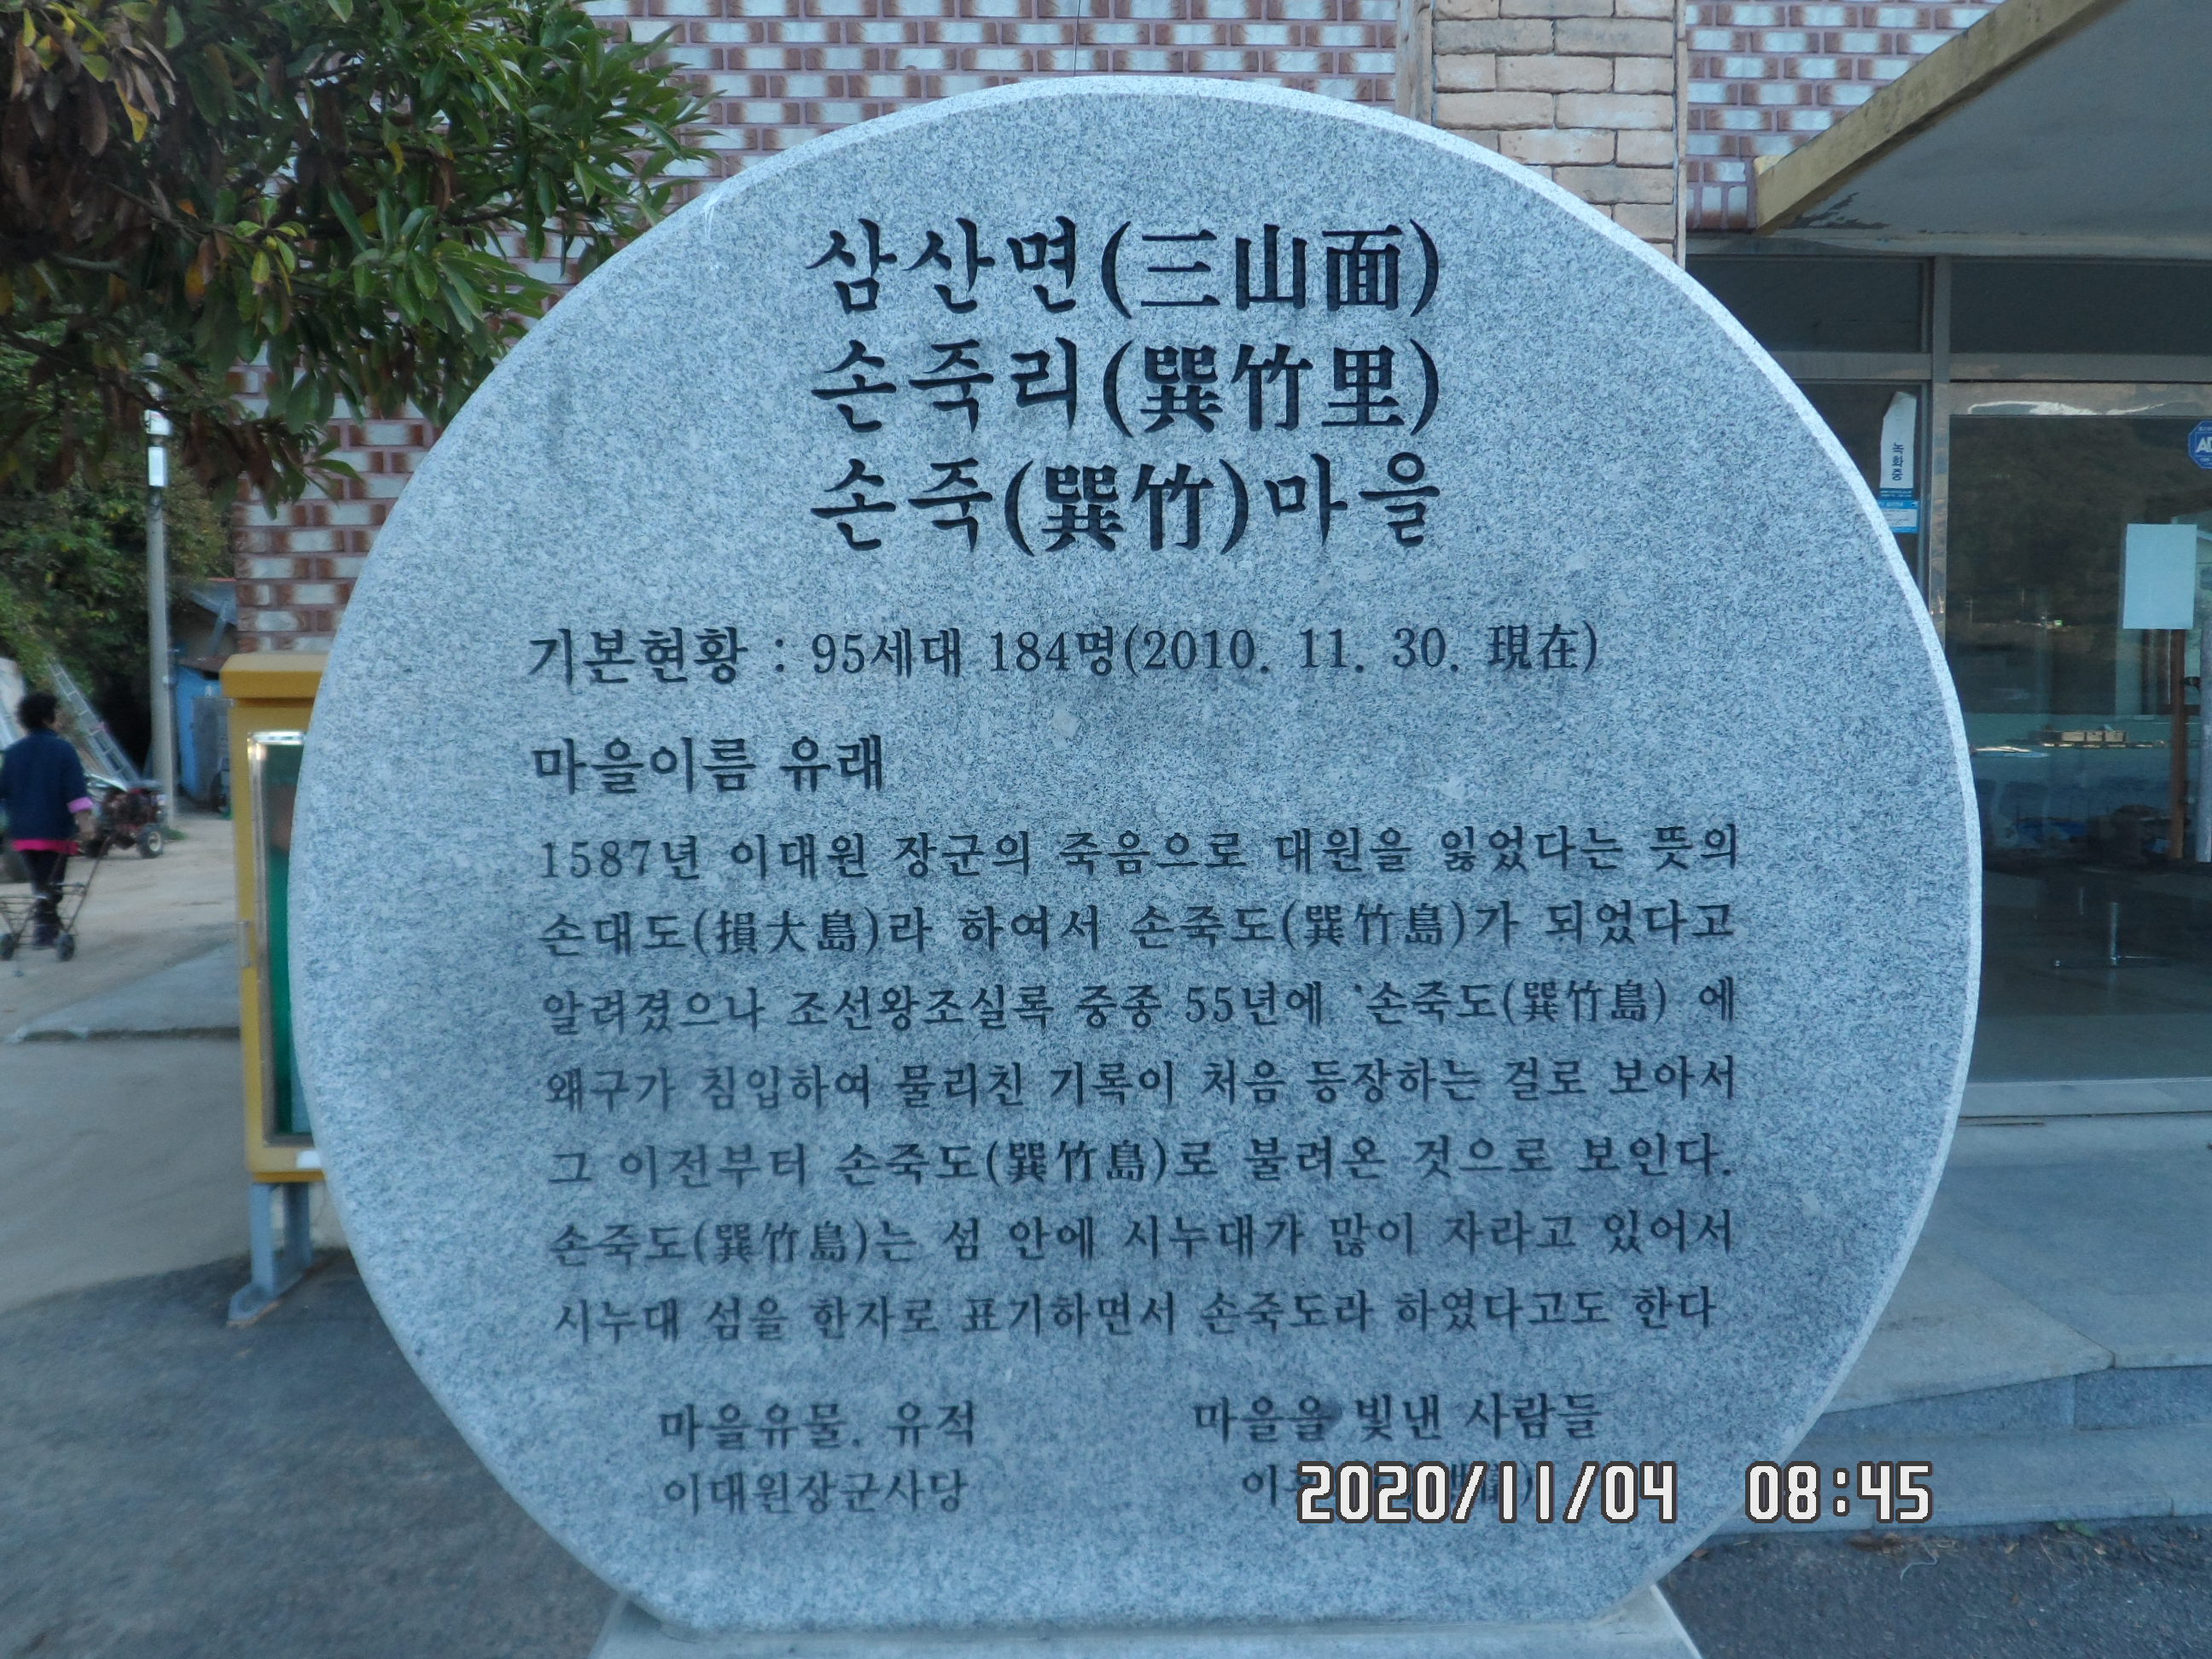 삼산면(三山面)
손죽리(巽竹里)
손죽(巽竹)마을
기본현황 : 95세대 184명(2010. 11. 30. 現在)
마을이름 유래
1587년 이대원 장군의 죽음으로 대원을 잃었다는 뜻의
손대도(損大島)라 하여서 손죽도(巽竹島)가 되었다고
알려졌으나 조선왕조실록 중종 55년에 '손죽도(巽竹島) 에
왜구가 침입하여 물리친 기록이 처음 등장하는 걸로 보아서
그 이전부터 손죽도(巽竹島)로 불려온 것으로 보인다.
손죽도(巽竹島)는 섬 안에 시누대가 많이 자라고 있어서
시누대 섬을 한자로 표기하면서 손죽도라 하였다고도 한다
마을유물. 유적
이대원장군사당
마을을 빛낸 사람들
2020/11/04 08:45
녹화중